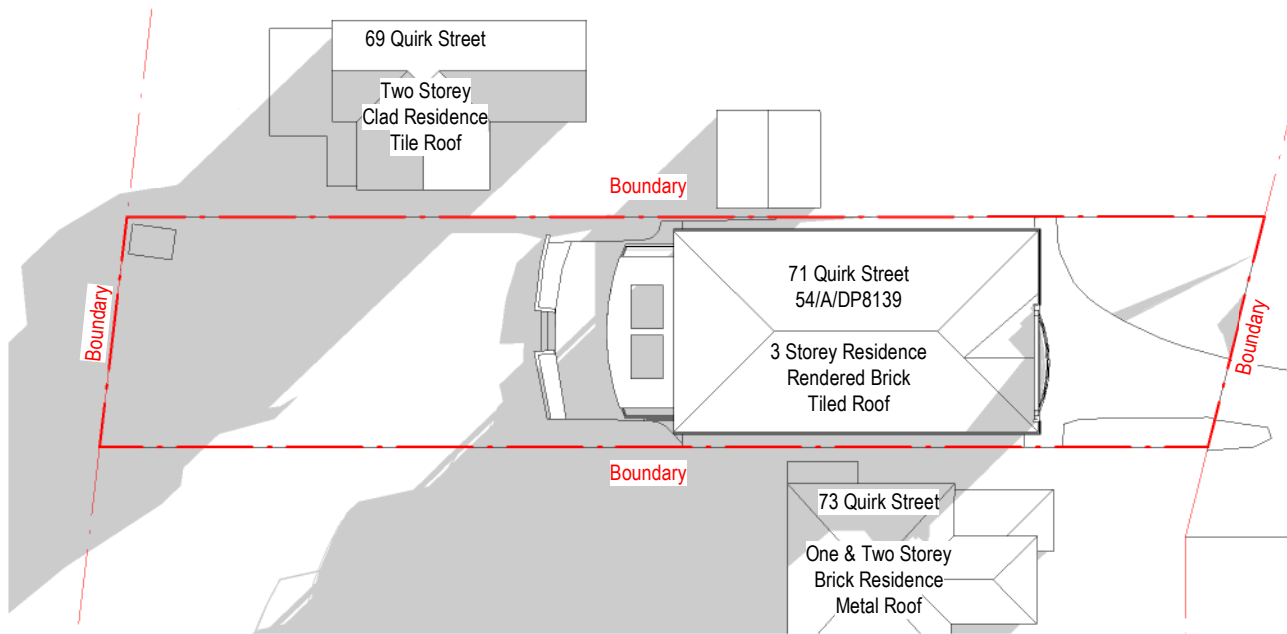 69 Quirk Street
Two Storey
Clad Residence
Tile Roof
Boundary
71 Quirk Street
54/A/DP8139
3 Storey Residence
Rendered Brick
Tiled Roof
Boundary
Boundary
Boundary
73 Quirk Street
One & Two Storey
Brick Residence
Metal Roof